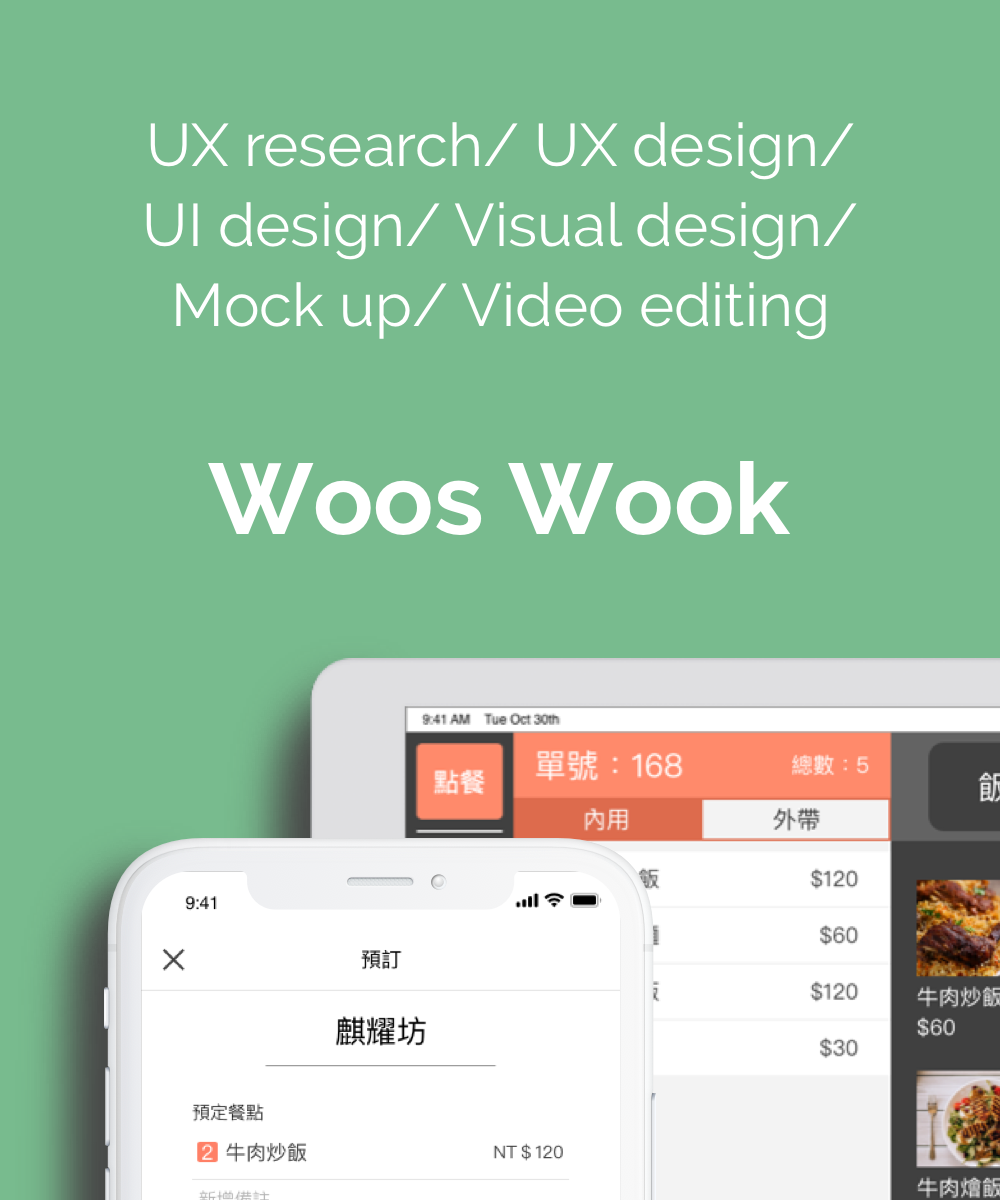 UX research/ UX design/
UI design/ Visual design/
Mock up/ Video editing
Woos Wook
9:41 AM Tue Oct 30th
點餐
單號：168
總數：5
內用
外帶
飯
飯
$120
$60
$120
$30
牛肉炒飯
$60
牛肉燴飯
9:41
預訂
麒耀坊
預定餐點
2 牛肉炒飯
NT $ 120
新增備註